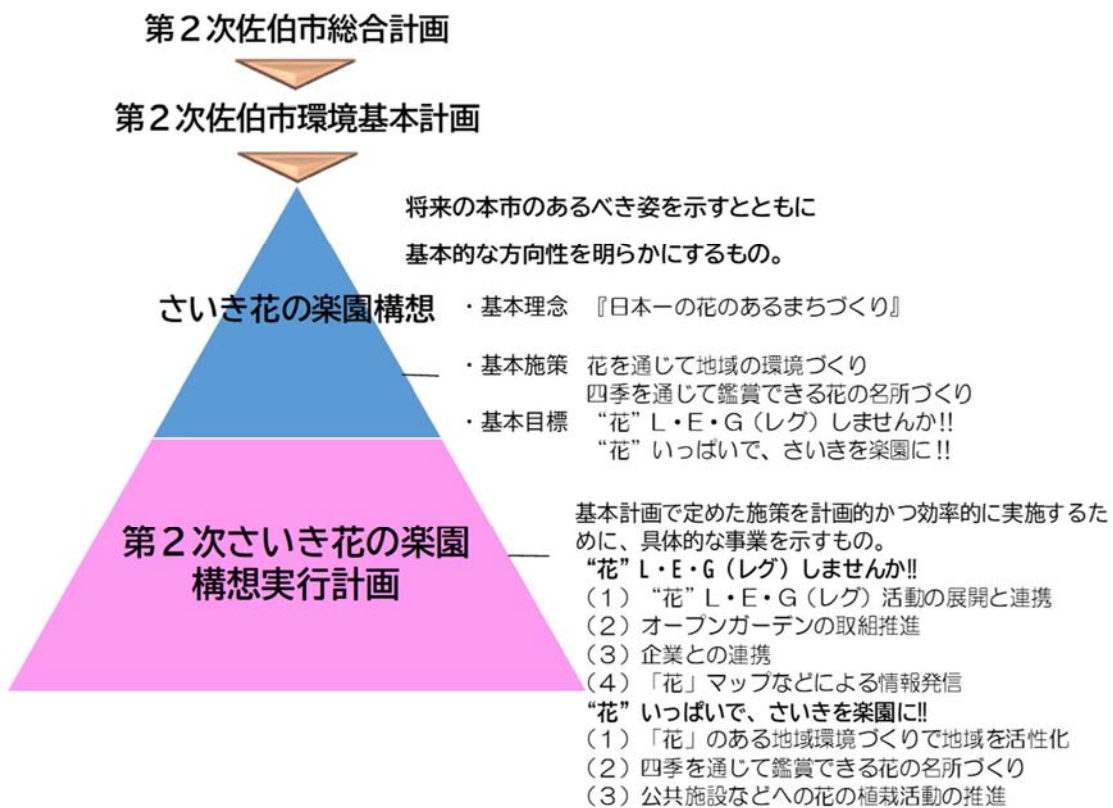 第２次佐伯市総合計画
第２次佐伯市環境基本計画
将来の本市のあるべき姿を示すとともに
基本的な方向性を明らかにするもの。
さいき花の楽園構想
・基本理念 『日本一の花のあるまちづくり』
・基本施策 花を通じて地域の環境づくり
四季を通じて鑑賞できる花の名所づくり
・基本目標 “花”Ｌ・Ｅ・Ｇ（レグ）しませんか!!
“花”いっぱいで、さいきを楽園に!!
第２次さいき花の楽園
構想実行計画
基本計画で定めた施策を計画的かつ効率的に実施するた
めに、具体的な事業を示すもの。
“花”Ｌ・Ｅ・Ｇ（レグ）しませんか!!
（１）“花”Ｌ・Ｅ・Ｇ（レグ）活動の展開と連携
（２）オープンガーデンの取組推進
（３）企業との連携
（４）「花」マップなどによる情報発信
“花”いっぱいで、さいきを楽園に!!
（１）「花」のある地域環境づくりで地域を活性化
（２）四季を通じて鑑賞できる花の名所づくり
（３）公共施設などへの花の植栽活動の推進